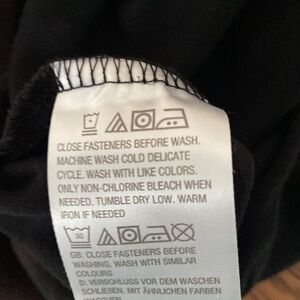 CLOSE FASTENERS BEFORE WASH.
MACHINE WASH COLD DELICATE
CYCLE. WASH WITH LIKE COLORS.
ONLY NON-CHLORINE BLEACH WHEN
NEEDED. TUMBLE DRY LOW. WARM
IRON IF NEEDED
30
GB: CLOSE FASTENERS BEFORE
WASHING. WASH WITH SIMILAR
COLOURS
D: VERSCHLUSS VOR DEM WASCHEN
SCHLIEßEN. MIT ÄHNLICHEN FARBEN
WASCHEN